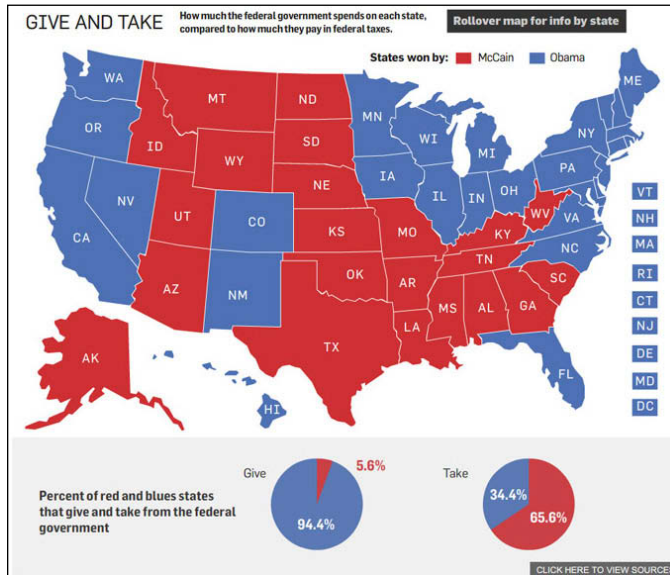 GIVE AND TAKE
How much the federal government spends on each state,
compared to how much they pay in federal taxes.
Rollover map for info by state
States won by: McCain Obama
WA
OR
CA
NV
ID
MT
WY
UT
AZ
CO
NM
ND
SD
NE
KS
OK
TX
MN
IA
MO
AR
LA
WI
IL
MI
IN
OH
KY
TN
MS
AL
GA
WV
VA
NC
SC
FL
PA
NY
ME
AK
HI
VT
NH
MA
RI
CT
NJ
DE
MD
DC
Percent of red and blues states
that give and take from the federal
government
Give
5.6%
94.4%
Take
34.4%
65.6%
CLICK HERE TO VIEW SOURCE